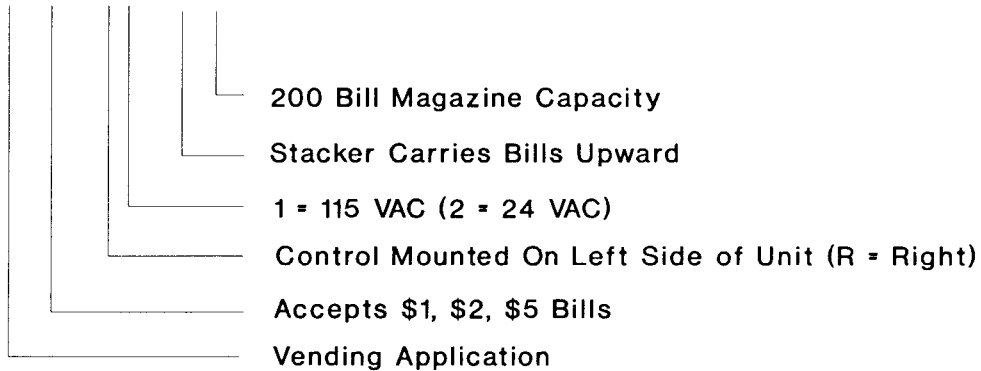 200 Bill Magazine Capacity
Stacker Carries Bills Upward
1 = 115 VAC (2 = 24 VAC)
Control Mounted On Left Side of Unit (R = Right)
Accepts $1, $2, $5 Bills
Vending Application